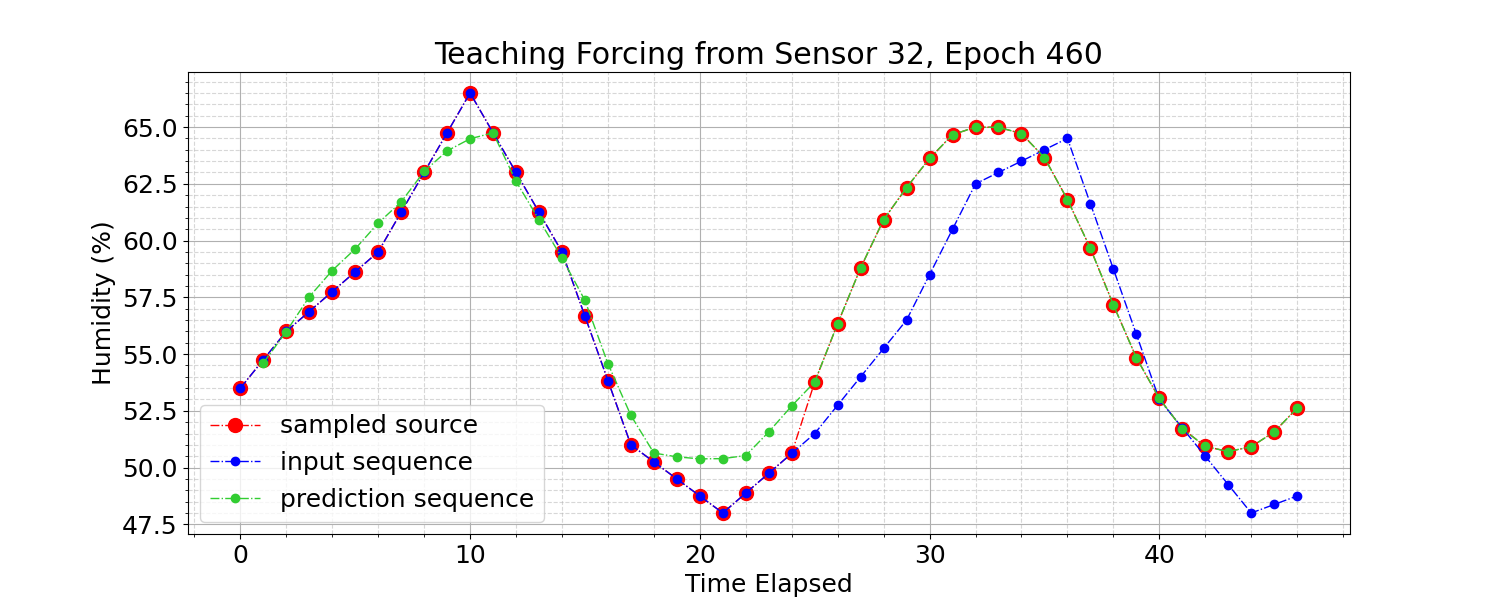 Teaching Forcing from Sensor 32, Epoch 460
65.0
62.5
60.0
57.5
55.0
52.5
50.0
47.5
Humidity (%)
sampled source
input sequence
prediction sequence
0 10 20 30 40
Time Elapsed